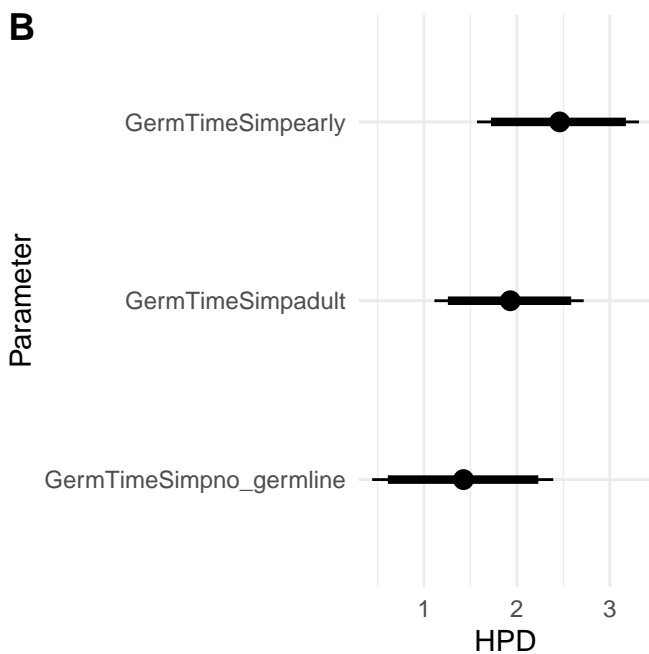 B
GermTimeSimpearly
GermTimeSimpadult
GermTimeSimpno_germline
Parameter
1 2 3
HPD